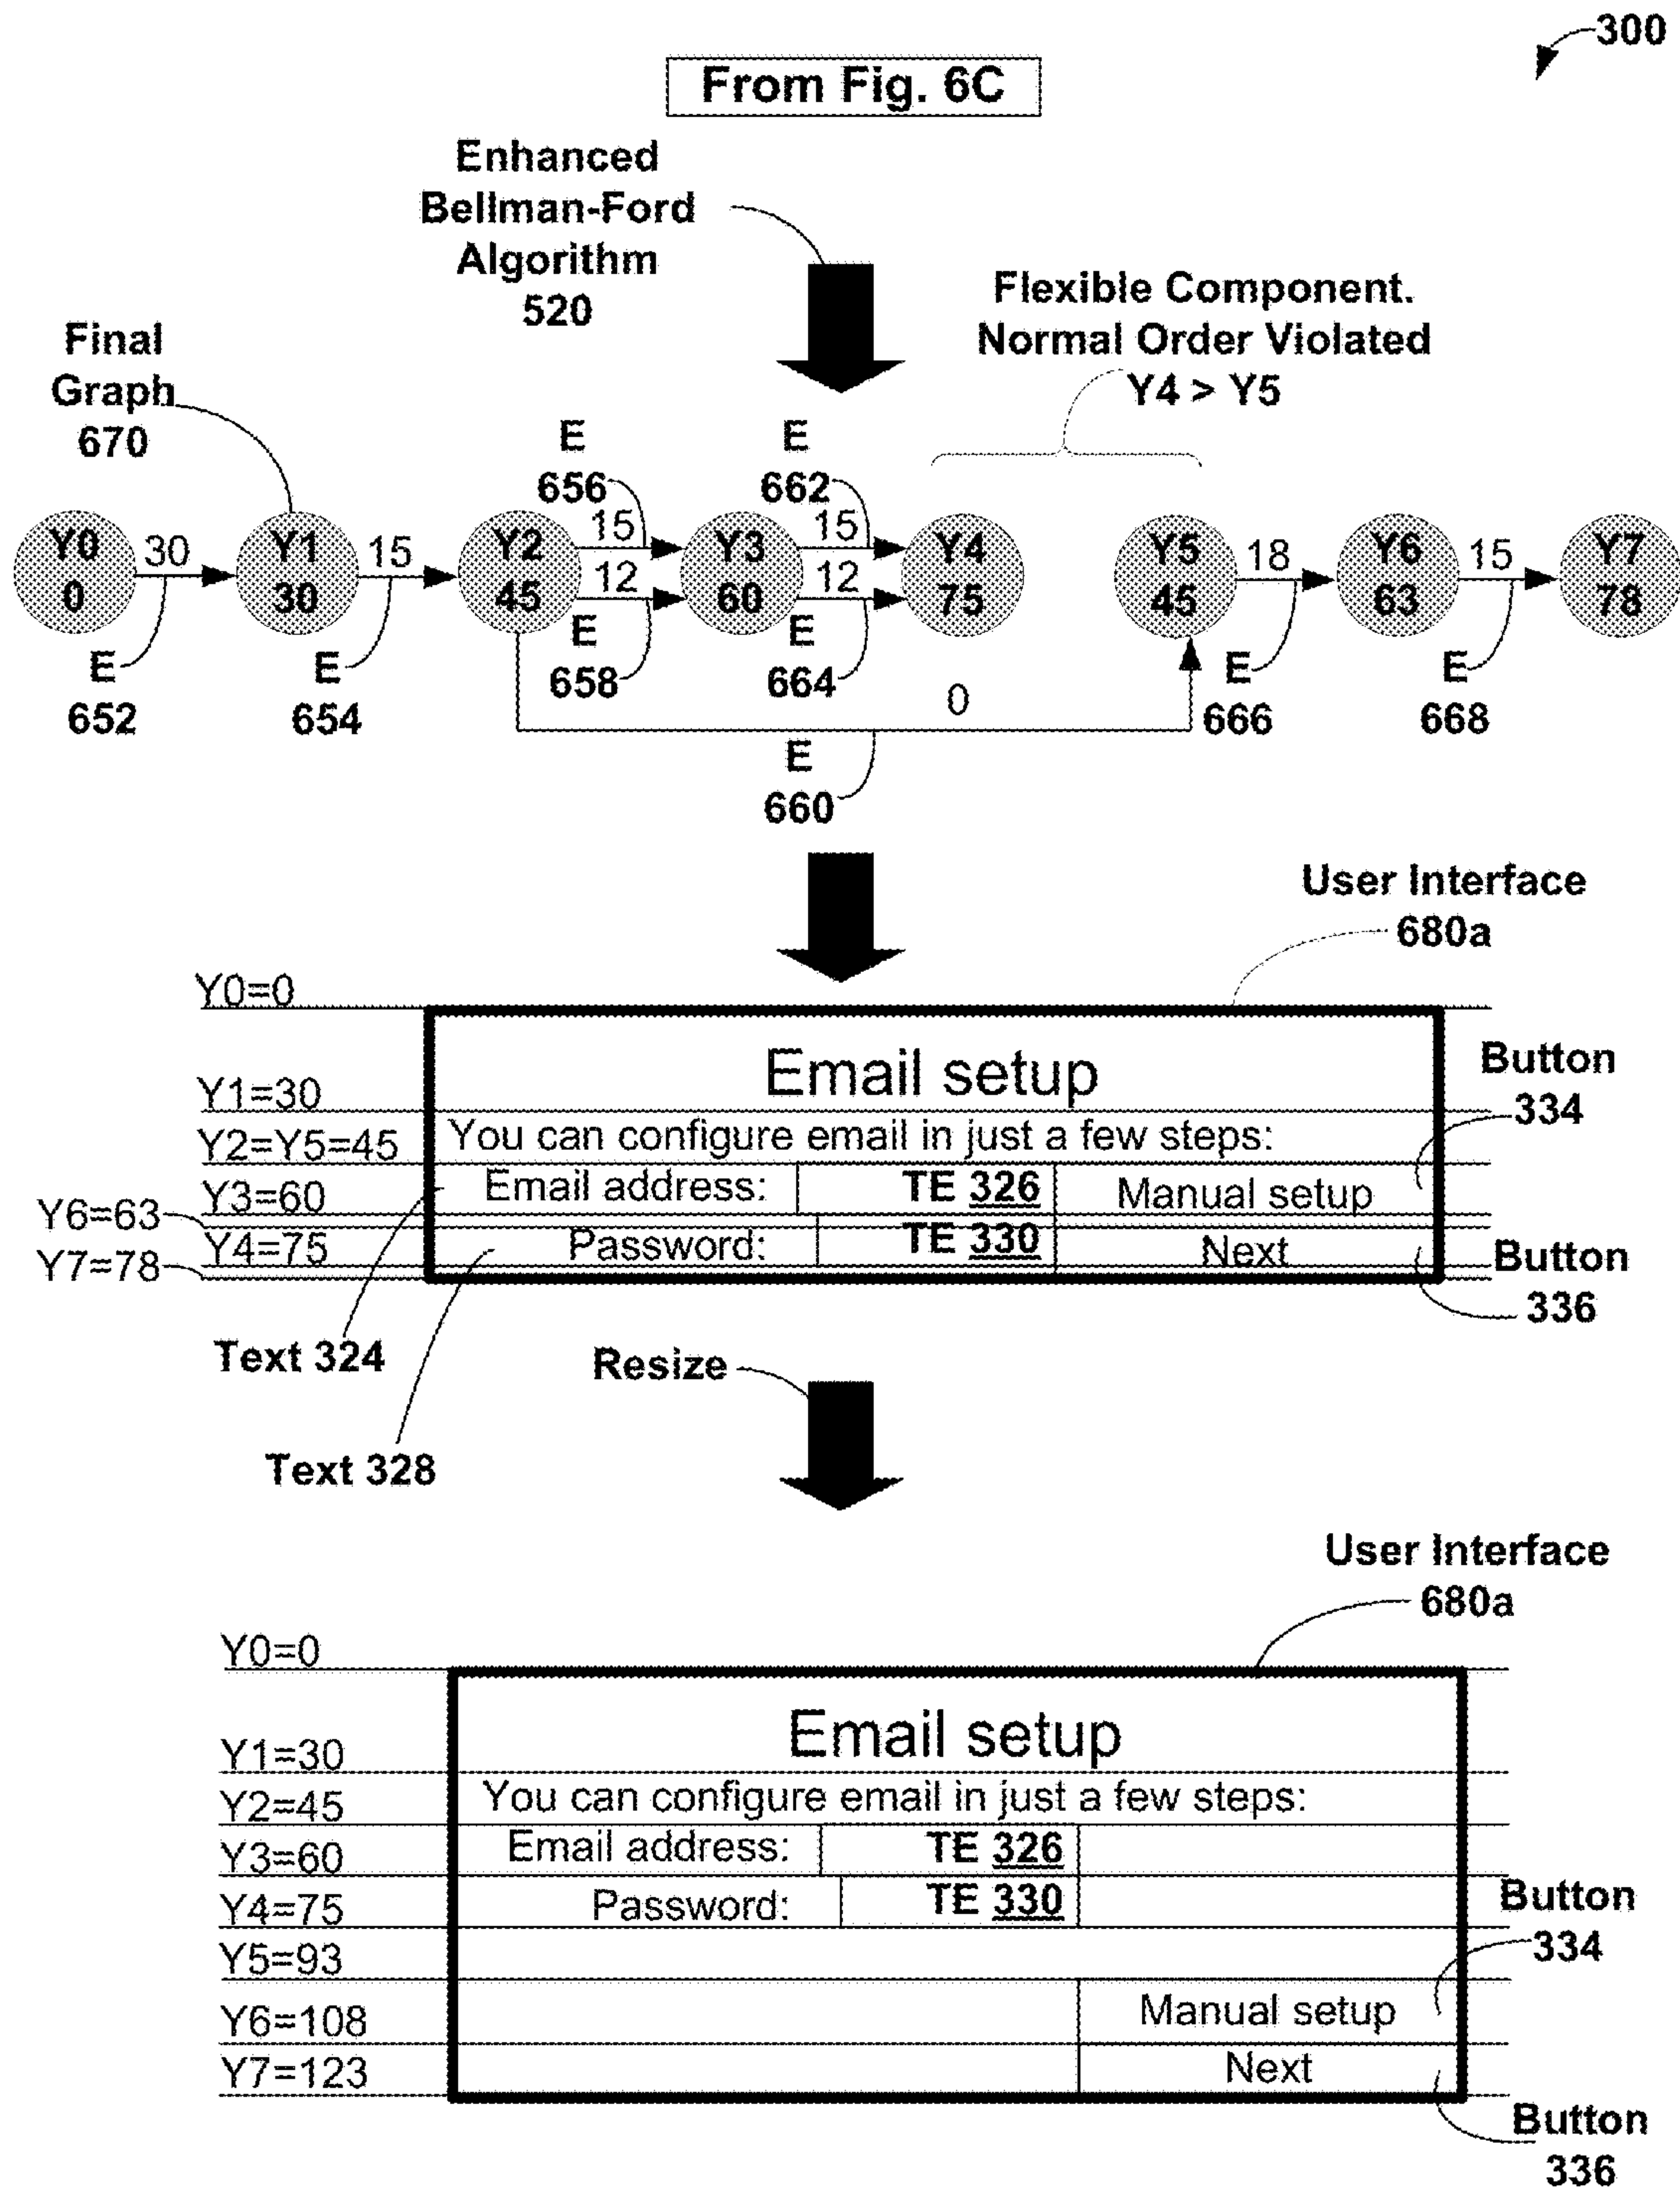 300
From Fig. 6C
Enhanced
Bellman-Ford
Algorithm
520
Flexible Component.
Normal Order Violated
Y4 > Y5
Final
Graph
670
E
656
E
662
Y0
0
30
Y1
30
15
Y2
45
15
12
Y3
60
15
12
Y4
75
Y5
45
18
Y6
63
15
Y7
78
E
652
E
654
E
658
E
664
0
E
660
E
666
E
668
User Interface
680a
Y0=0
Email setup
Y1=30
Button
334
Y2=Y5=45
You can configure email in just a few steps:
Y3=60
Email address:
TE 326
Manual setup
Y6=63
Y4=75
Password:
TE 330
Next
Y7=78
Button
336
Text 324
Text 328
Resize
User Interface
680a
Y0=0
Email setup
Y1=30
Y2=45
You can configure email in just a few steps:
Y3=60
Email address:
TE 326
Y4=75
Password:
TE 330
Button
334
Y5=93
Y6=108
Manual setup
Y7=123
Next
Button
336